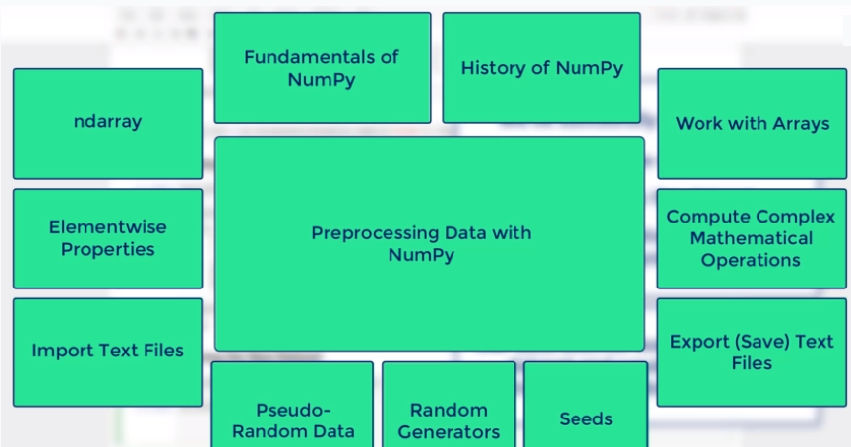 Fundamentals of
NumPy
History of NumPy
ndarray
Work with Arrays
Elementwise
Properties
Preprocessing Data with
NumPy
Compute Complex
Mathematical
Operations
Import Text Files
Export (Save) Text
Files
Pseudo-
Random Data
Random
Generators
Seeds